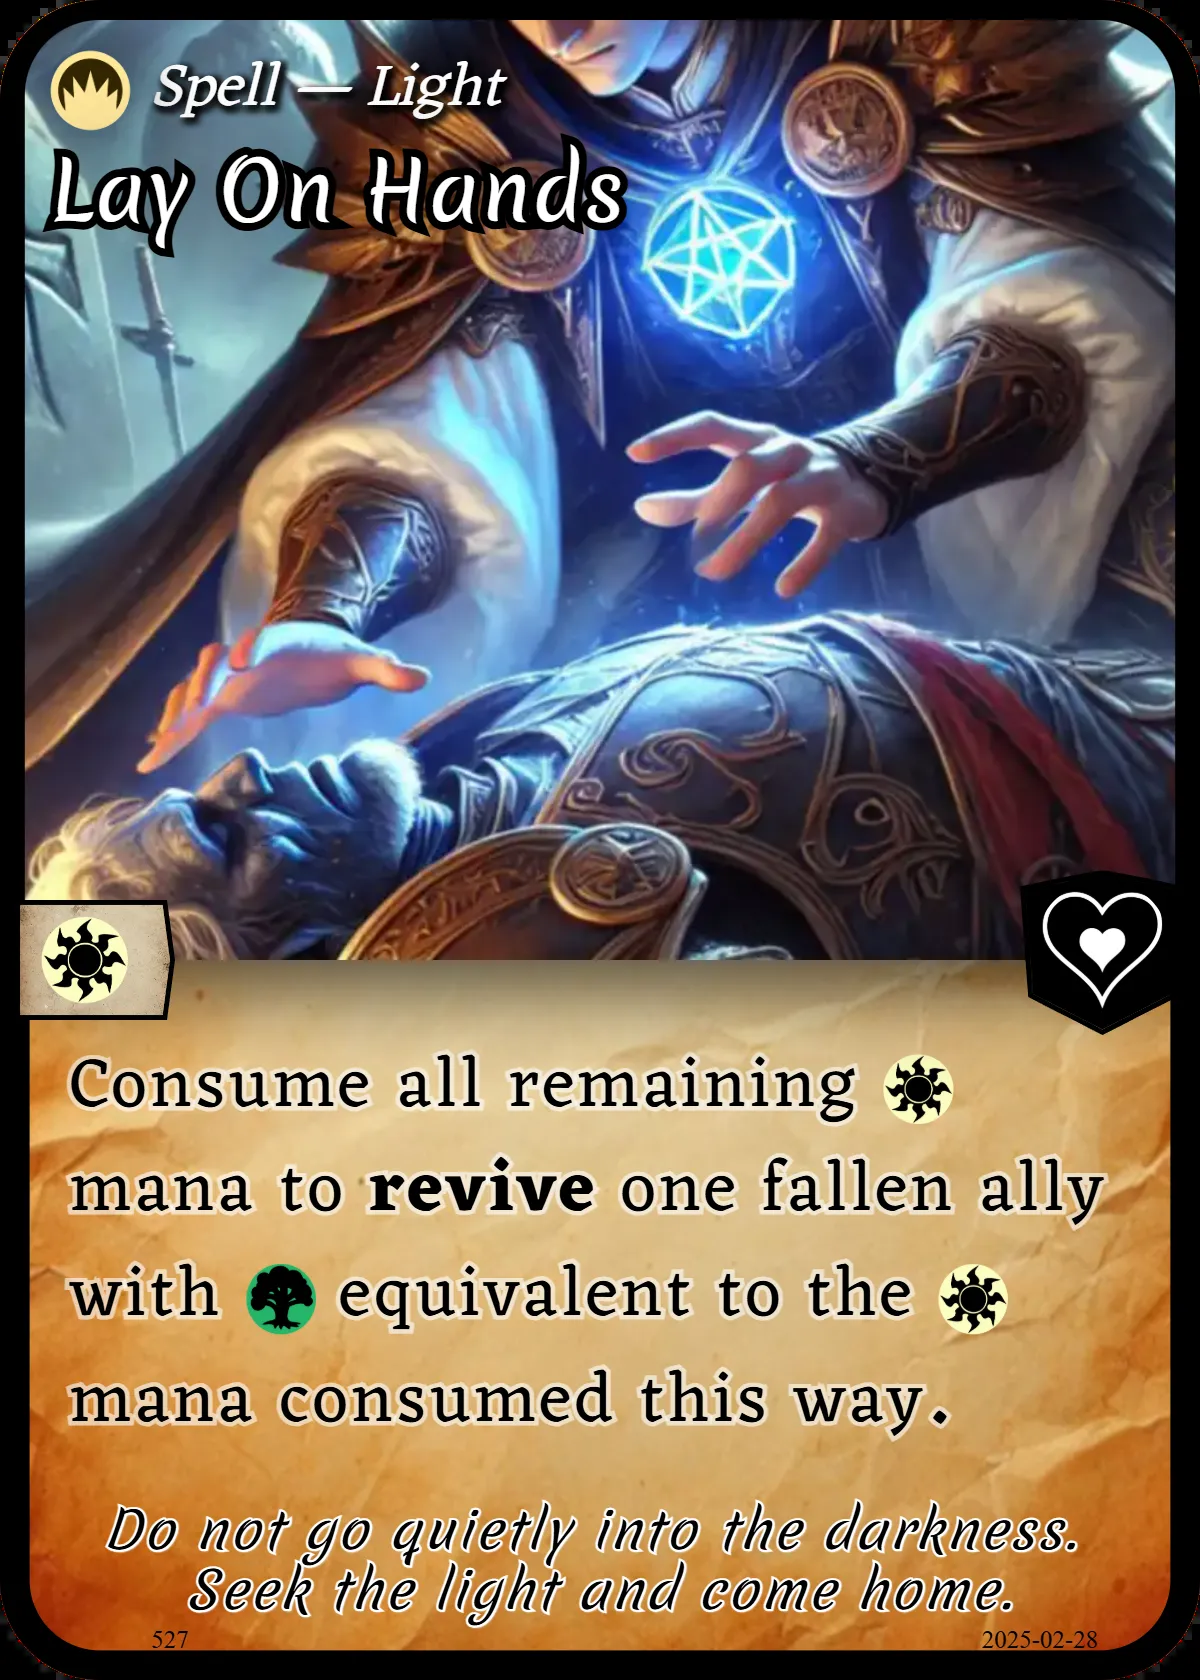 Spell — Light
Lay On Hands
Consume all remaining
mana to revive one fallen ally
with equivalent to the
mana consumed this way.
Do not go quietly into the darkness.
Seek the light and come home.
527 2025-02-28